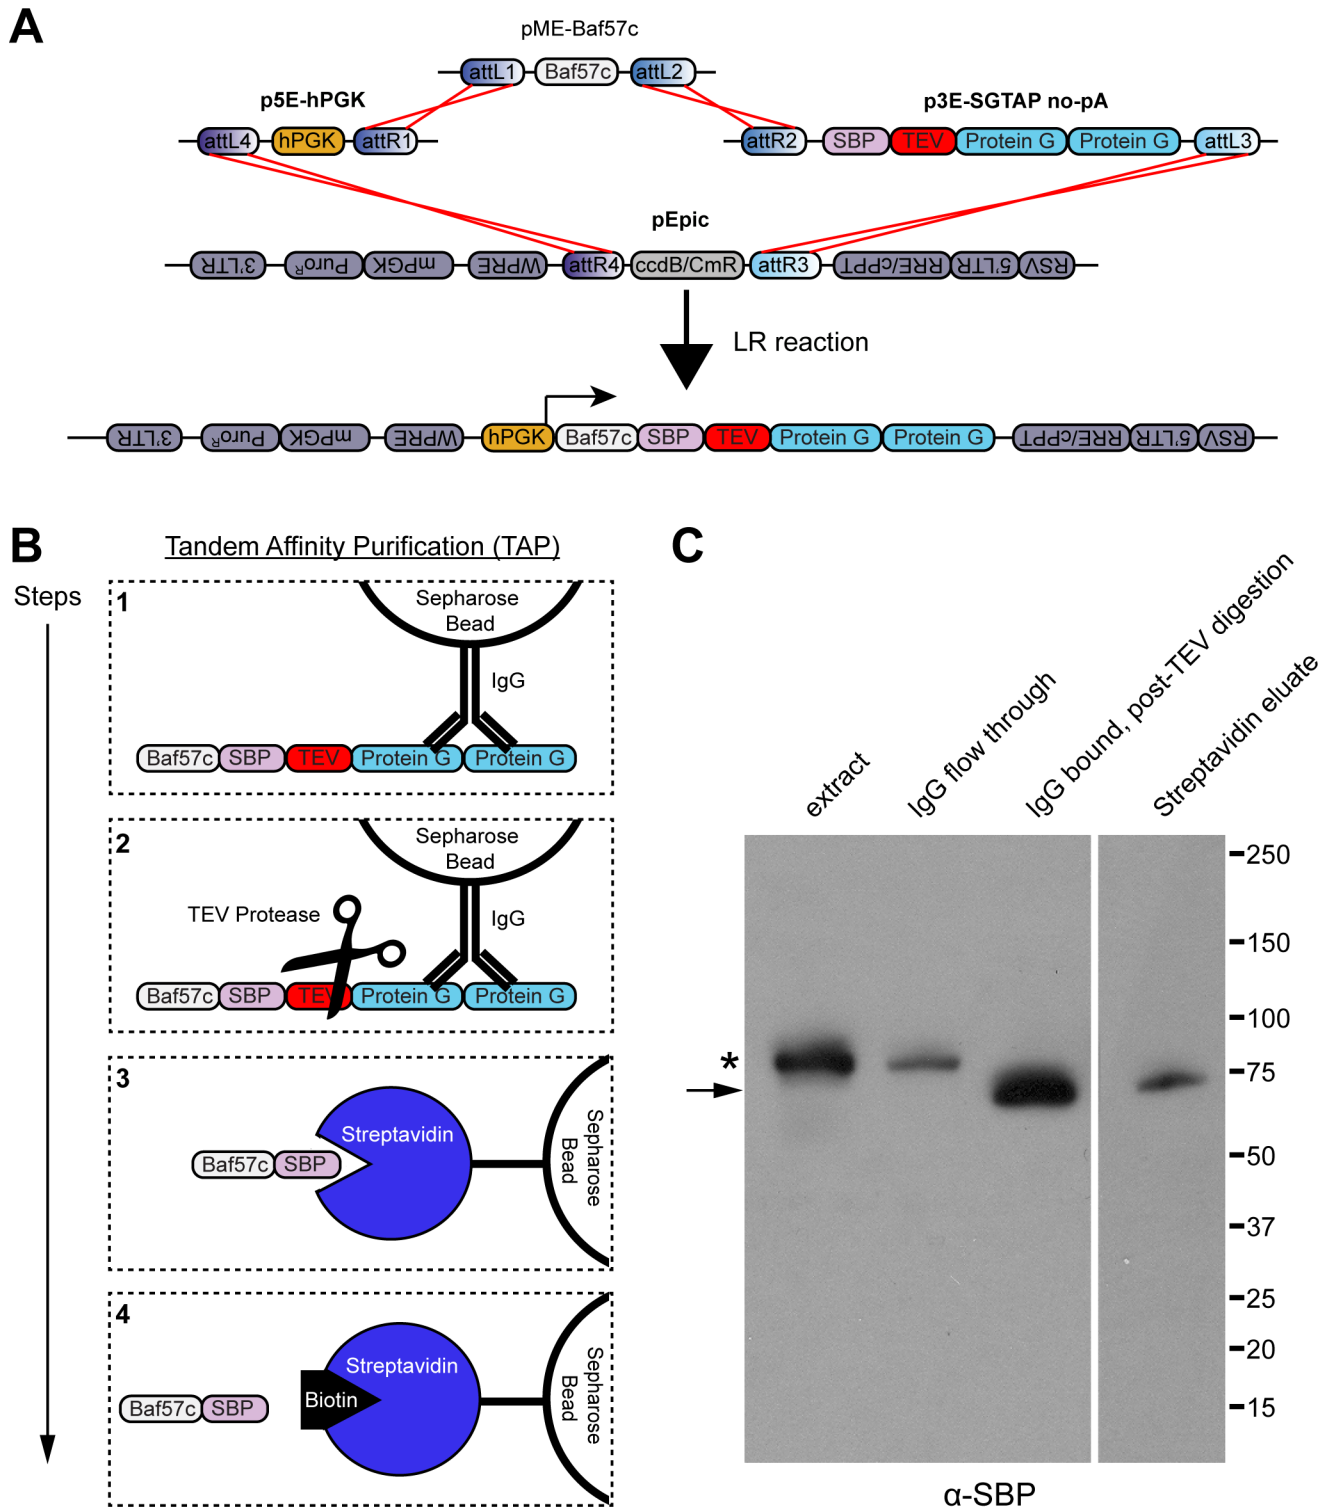 A
pME-Baf57c
attL1 Baf57c attL2
p5E-hPGK
p3E-SGTAP no-pA
attL4 hPGK attR1
attR2 SBP TEV Protein G Protein G attL3
pEpic
3'LTR PuroR mPGK WPRE attR4 ccdB/CmR attR3 RRE/cPPT 5'LTR RSV
LR reaction
3'LTR PuroR mPGK WPRE hPGK Baf57c SBP TEV Protein G Protein G RRE/cPPT 5'LTR RSV
B
Tandem Affinity Purification (TAP)
Steps
1
Sepharose
Bead
IgG
Baf57c SBP TEV Protein G Protein G
2
Sepharose
Bead
TEV Protease
IgG
Baf57c SBP TEV Protein G Protein G
3
Streptavidin
Baf57c SBP
Sepharose
Bead
4
Streptavidin
Biotin
Baf57c SBP
Sepharose
Bead
C
extract
IgG flow through
IgG bound, post-TEV digestion
Streptavidin eluate
250
150
100
*
75
50
37
25
20
15
α-SBP